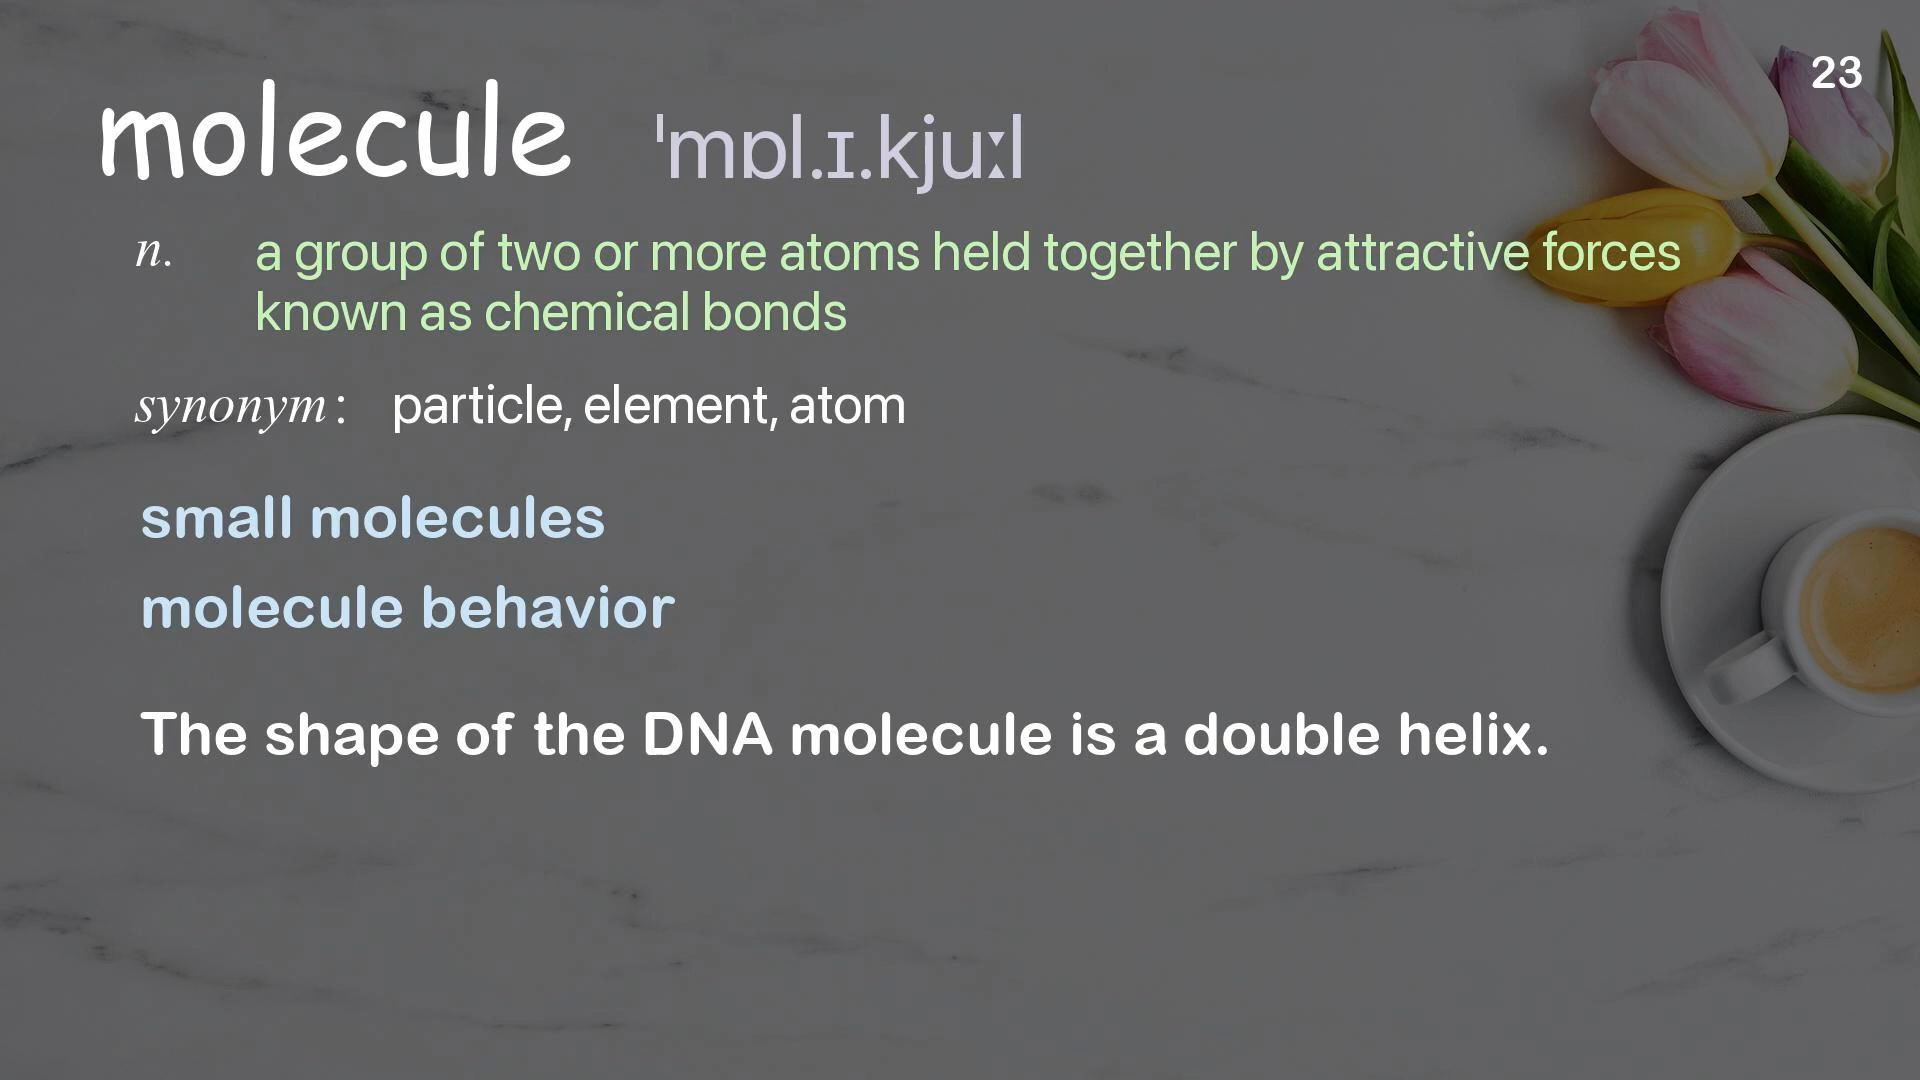 23
molecule ˈmɒl.ɪ.kjuːl
n. a group of two or more atoms held together by attractive forces
known as chemical bonds
synonym: particle, element, atom
small molecules
molecule behavior
The shape of the DNA molecule is a double helix.